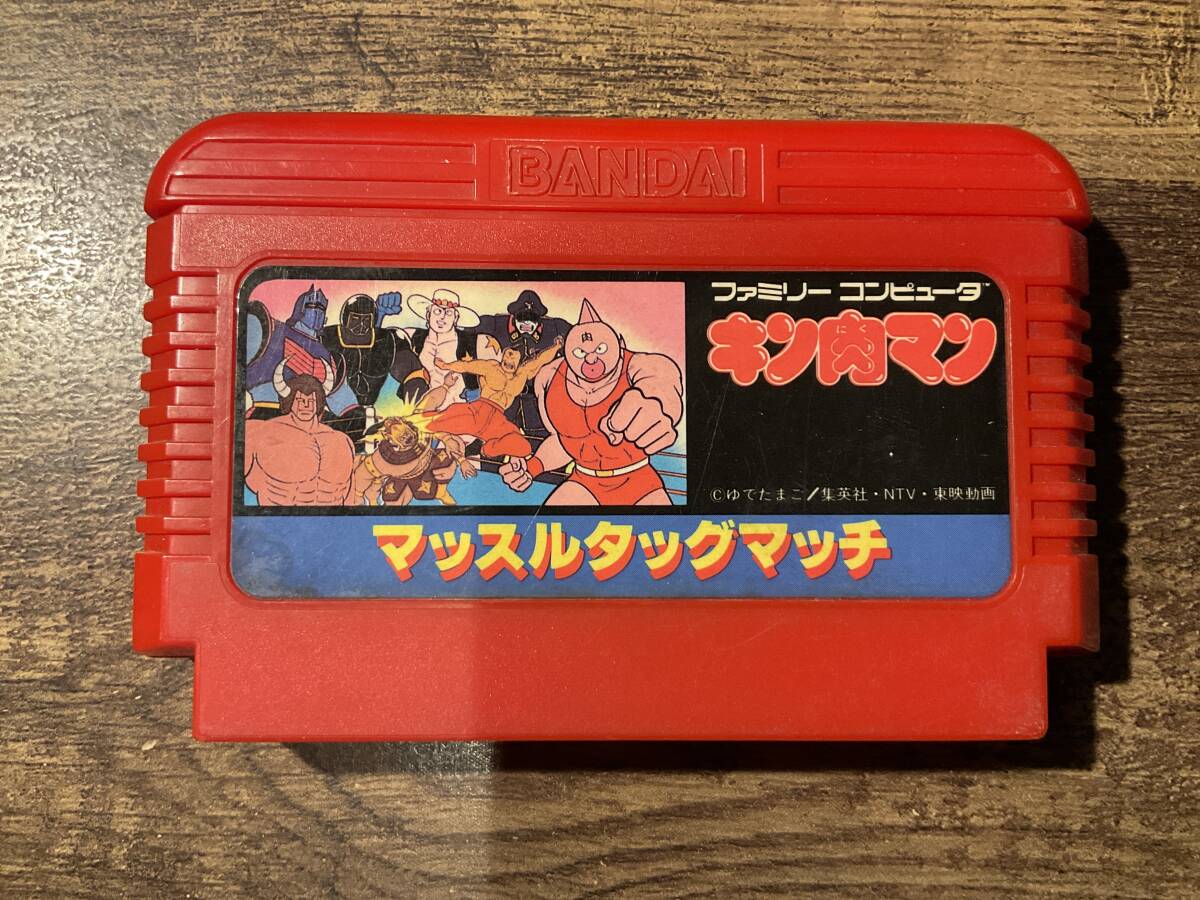 BANDAI
ファミリー コンピュータ™
キン肉マン
©ゆでたまご/集英社・NTV・東映動画
マッスルタッグマッチ